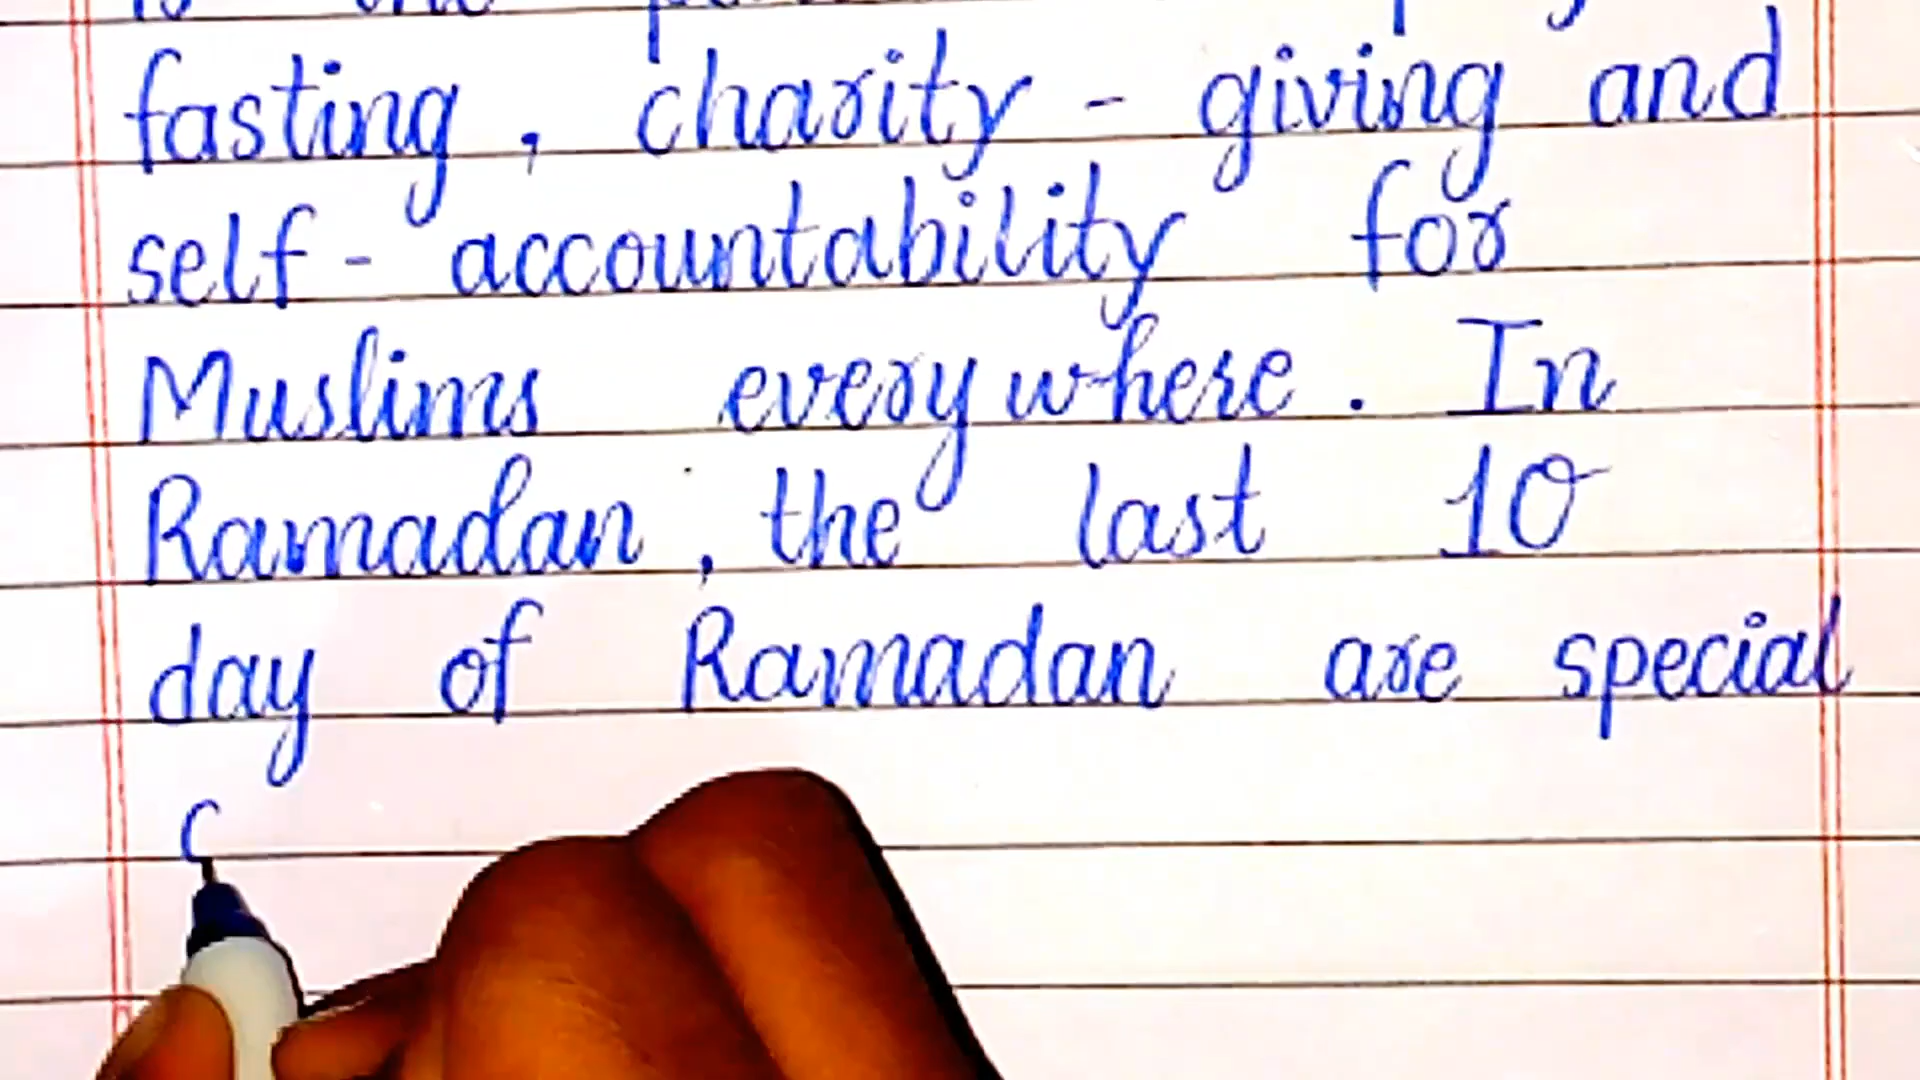 fasting, charity - giving and
self - accountability for
Muslims everywhere. In
Ramadan, the last 10
day of Ramadan are special